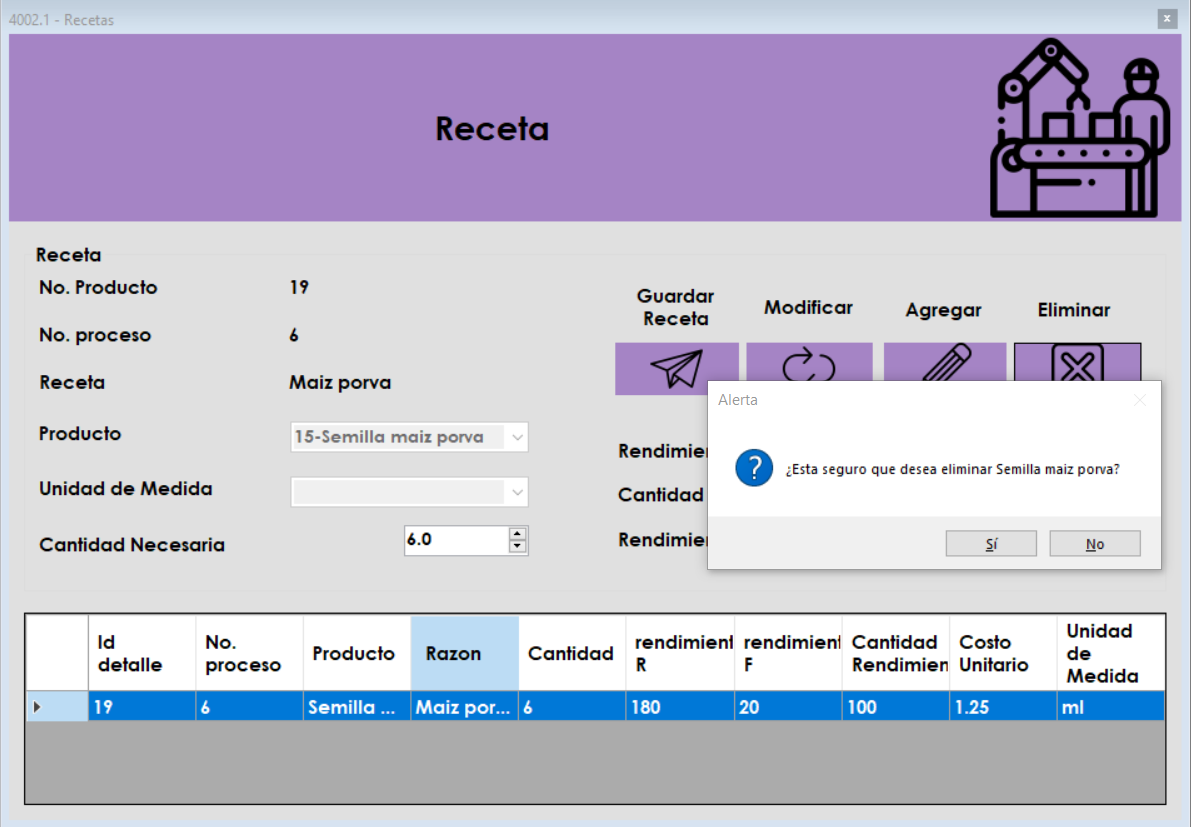 4002.1 - Recetas
Receta
Receta
No. Producto 19
No. proceso 6
Receta Maiz porva
Producto 15-Semilla maiz porva
Unidad de Medida
Cantidad Necesaria 6.0
Guardar
Receta
Modificar
Agregar
Eliminar
Cantidad
Alerta
¿Esta seguro que desea eliminar Semilla maiz porva?
Sí No
Id
detalle
No.
proceso
Producto
Razon
Cantidad
rendimient
R
rendimient
F
Cantidad
Rendimien
Costo
Unitario
Unidad
de
Medida
19 6 Semilla ... Maiz por... 6 180 20 100 1.25 ml